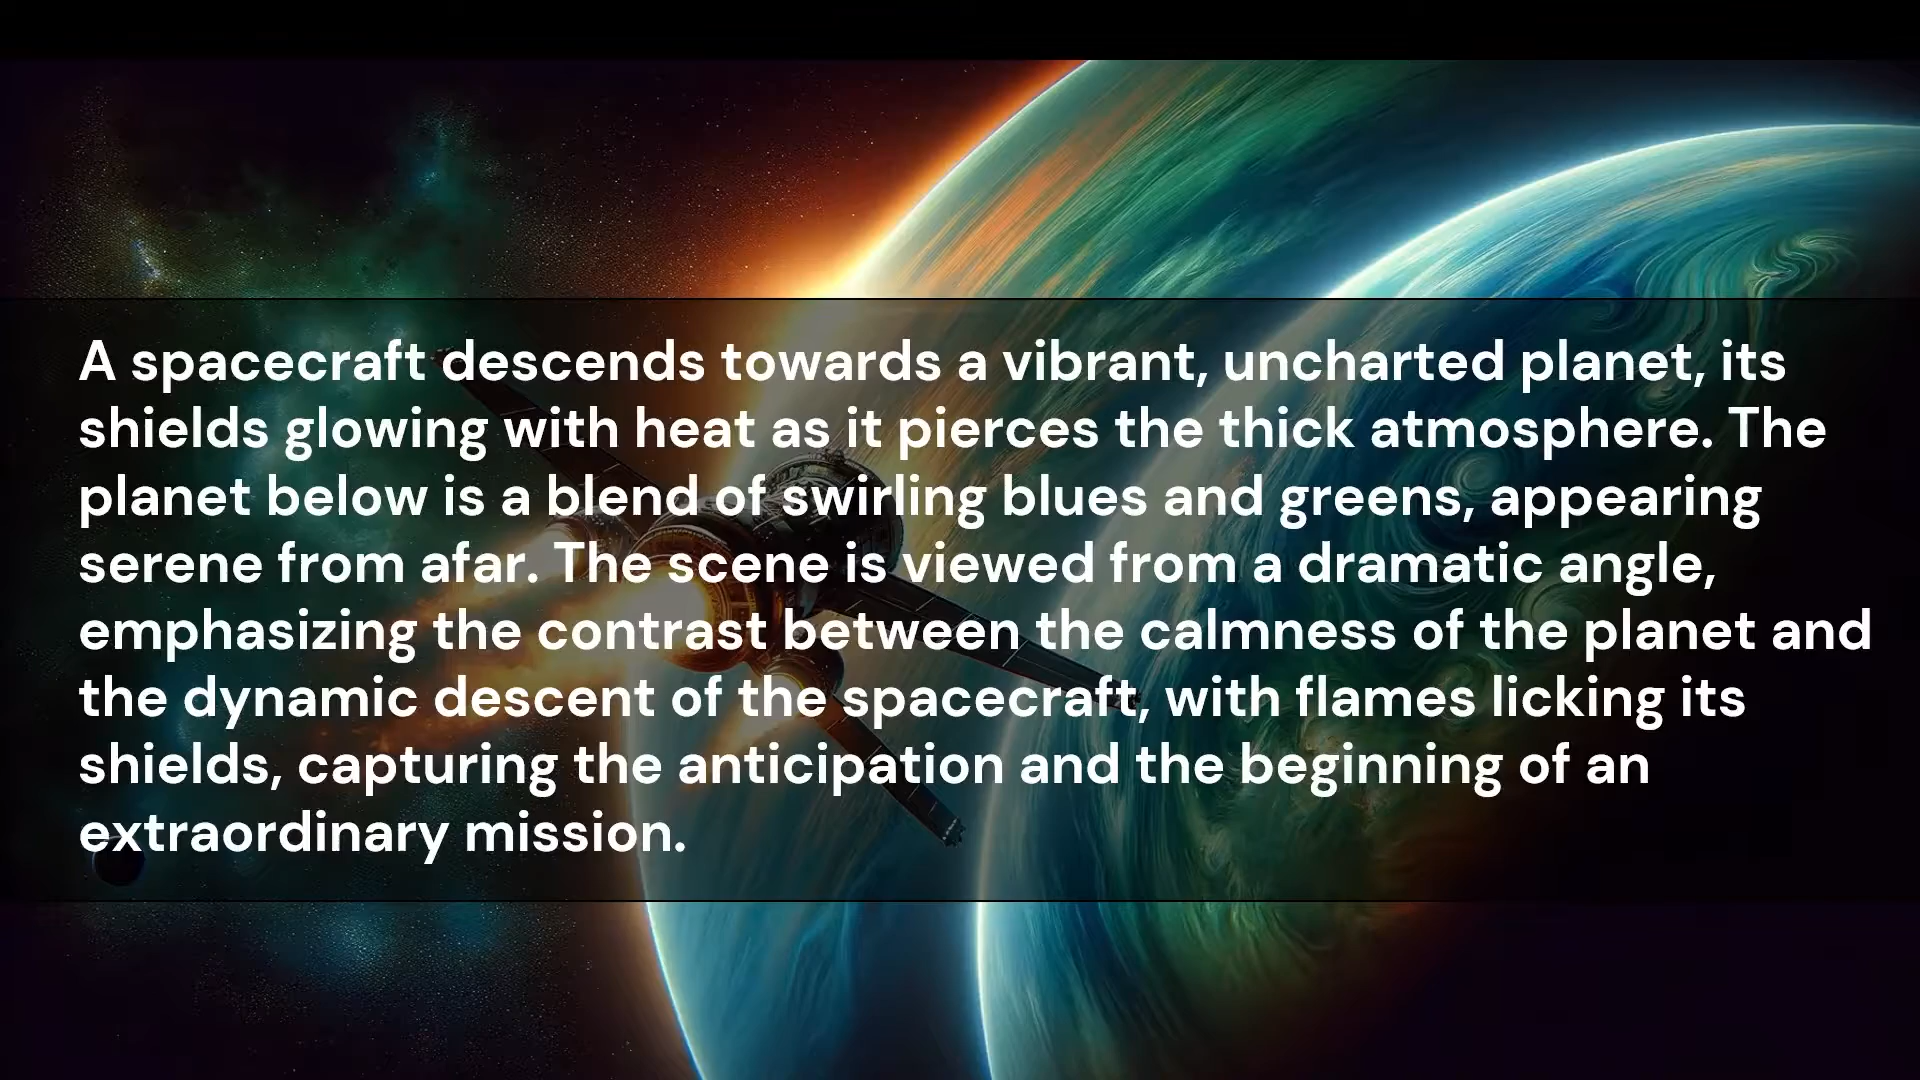 A spacecraft descends towards a vibrant, uncharted planet, its
shields glowing with heat as it pierces the thick atmosphere. The
planet below is a blend of swirling blues and greens, appearing
serene from afar. The scene is viewed from a dramatic angle,
emphasizing the contrast between the calmness of the planet and
the dynamic descent of the spacecraft, with flames licking its
shields, capturing the anticipation and the beginning of an
extraordinary mission.